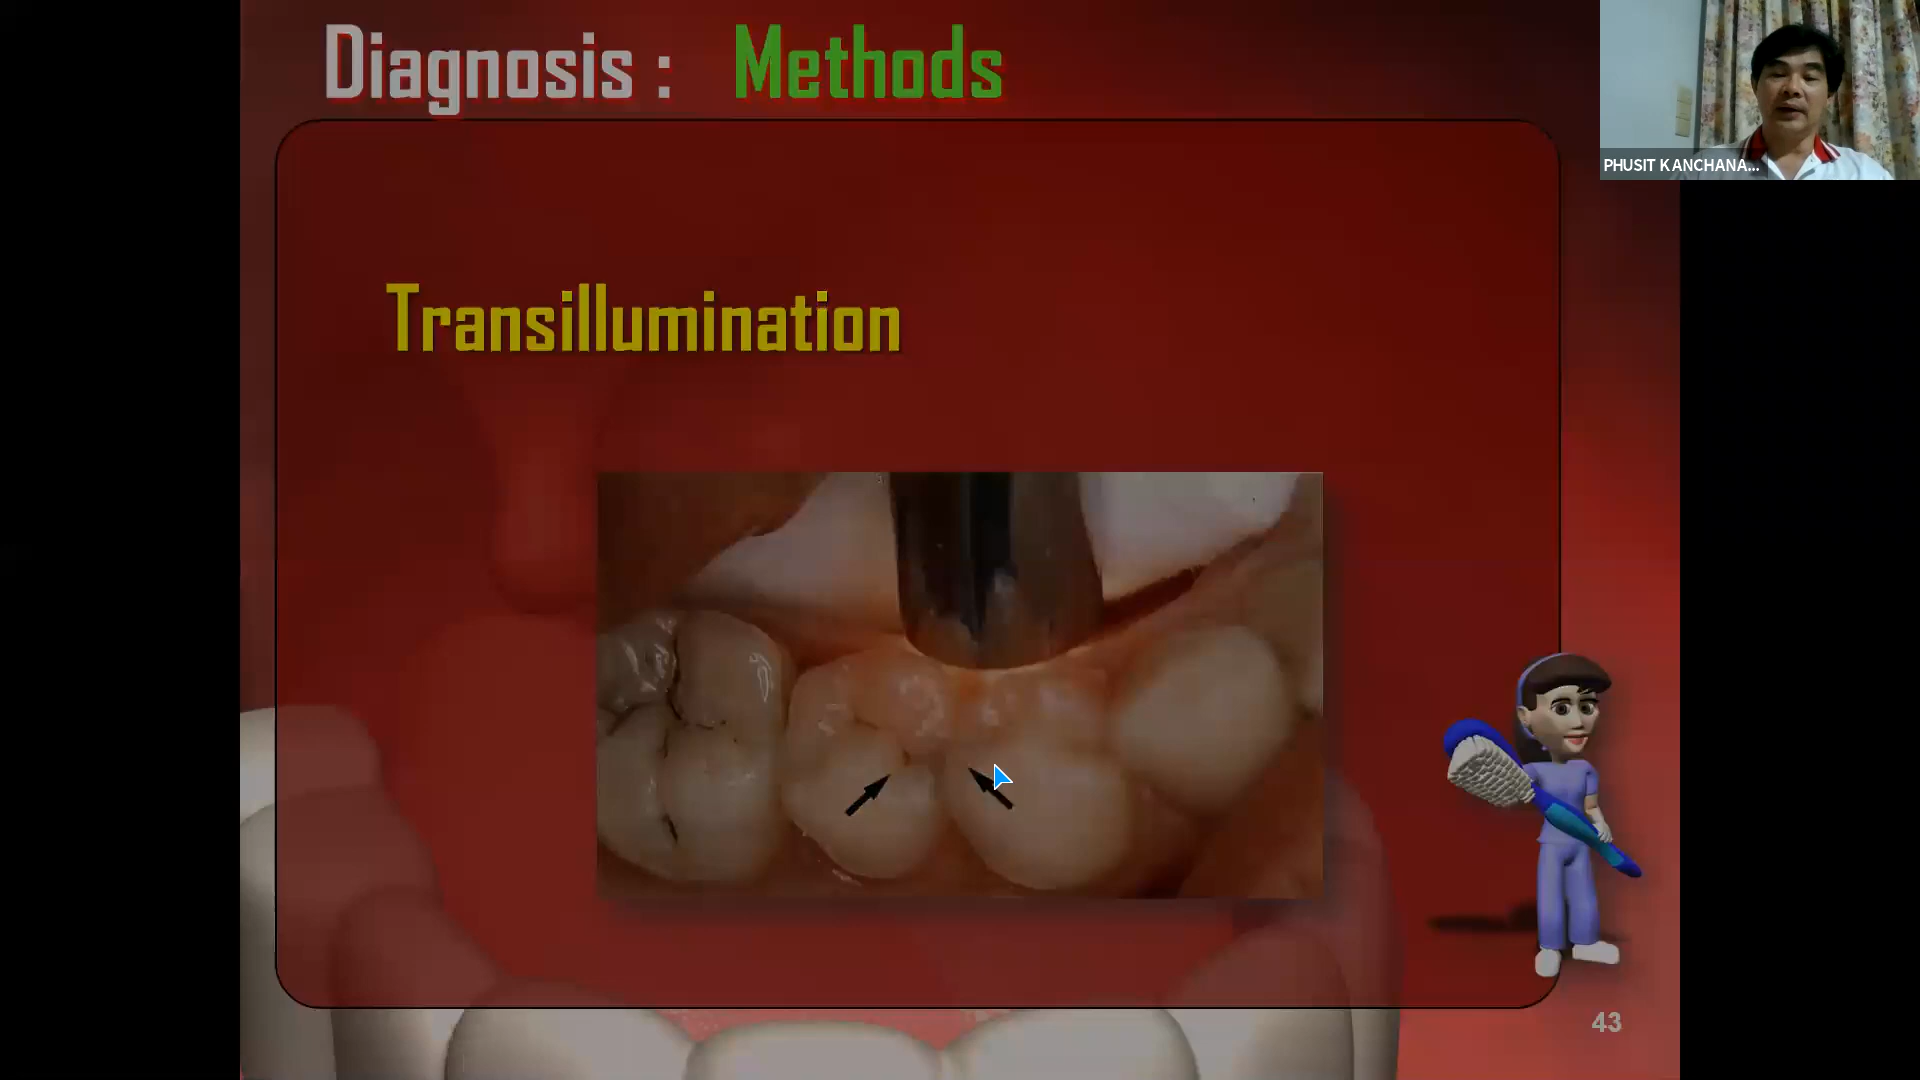 Diagnosis : Methods
PHUSIT KANCHANA...
Transillumination
43